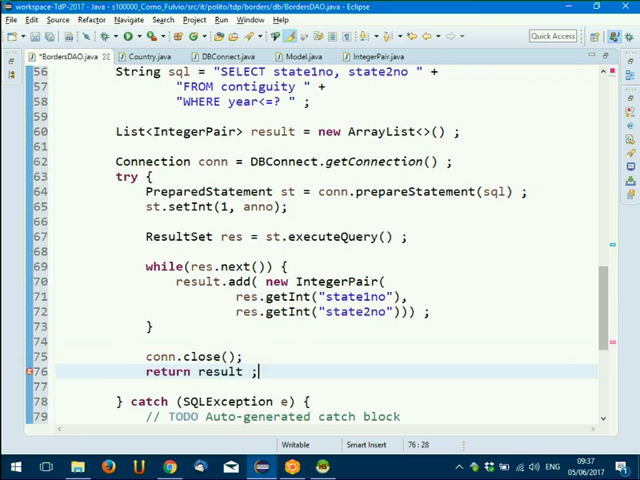 workspace-TdP-2017 - Java - s100000_Corno_Fulvio/src/it/polito/tdp/borders/db/BordersDAO.java - Eclipse
File Edit Source Refactor Navigate Search Project Run Window Help
Quick Access
*BordersDAO.java Country.java DBConnect.java Model.java IntegerPair.java
56 String sql = "SELECT state1no, state2no " +
57 "FROM contiguity " +
58 "WHERE year<=? " ;
59
60 List<IntegerPair> result = new ArrayList<>() ;
61
62 Connection conn = DBConnect.getConnection() ;
63 try {
64 PreparedStatement st = conn.prepareStatement(sql) ;
65 st.setInt(1, anno);
66
67 ResultSet res = st.executeQuery() ;
68
69 while(res.next()) {
70 result.add( new IntegerPair(
71 res.getInt("state1no"),
72 res.getInt("state2no"))) ;
73 }
74
75 conn.close();
76 return result ;
77
78 } catch (SQLException e) {
79 // TODO Auto-generated catch block
Writable Smart Insert 76 : 28
ENG
09:37
05/06/2017